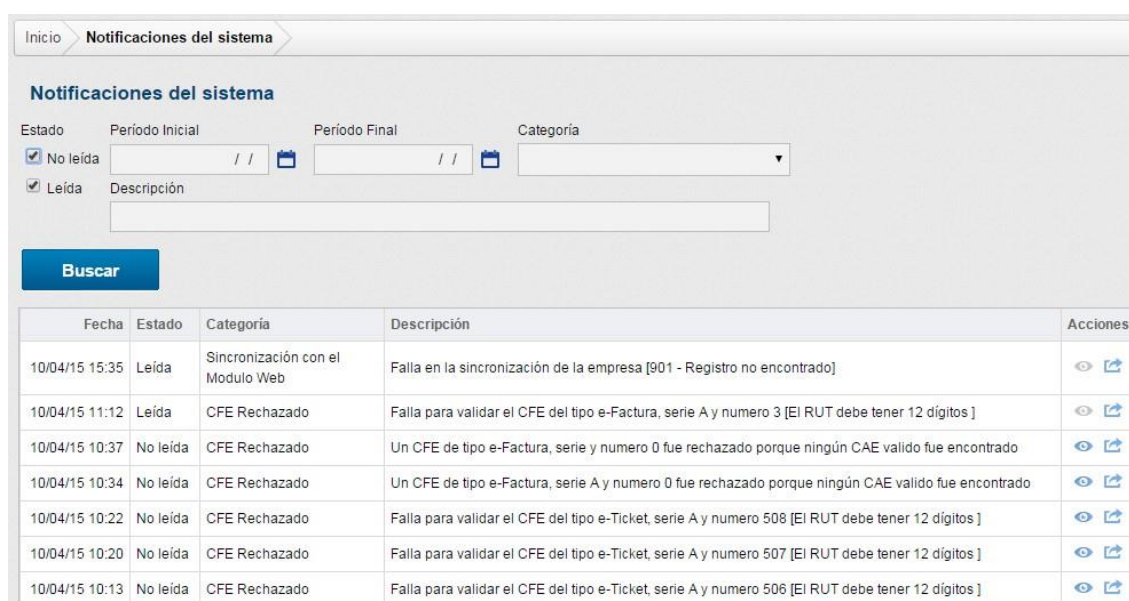 Inicio Notificaciones del sistema
Notificaciones del sistema
Estado Período Inicial Período Final Categoría
No leída / / / /
Leída Descripción
Buscar
Fecha Estado Categoría Descripción Acciones
10/04/15 15:35 Leída Sincronización con el Modulo Web Falla en la sincronización de la empresa [901 - Registro no encontrado]
10/04/15 11:12 Leída CFE Rechazado Falla para validar el CFE del tipo e-Factura, serie A y numero 3 [El RUT debe tener 12 dígitos ]
10/04/15 10:37 No leída CFE Rechazado Un CFE de tipo e-Factura, serie y numero 0 fue rechazado porque ningún CAE valido fue encontrado
10/04/15 10:34 No leída CFE Rechazado Un CFE de tipo e-Factura, serie A y numero 0 fue rechazado porque ningún CAE valido fue encontrado
10/04/15 10:22 No leída CFE Rechazado Falla para validar el CFE del tipo e-Ticket, serie A y numero 508 [El RUT debe tener 12 dígitos ]
10/04/15 10:20 No leída CFE Rechazado Falla para validar el CFE del tipo e-Ticket, serie A y numero 507 [El RUT debe tener 12 dígitos ]
10/04/15 10:13 No leída CFE Rechazado Falla para validar el CFE del tipo e-Ticket, serie A y numero 506 [El RUT debe tener 12 dígitos ]